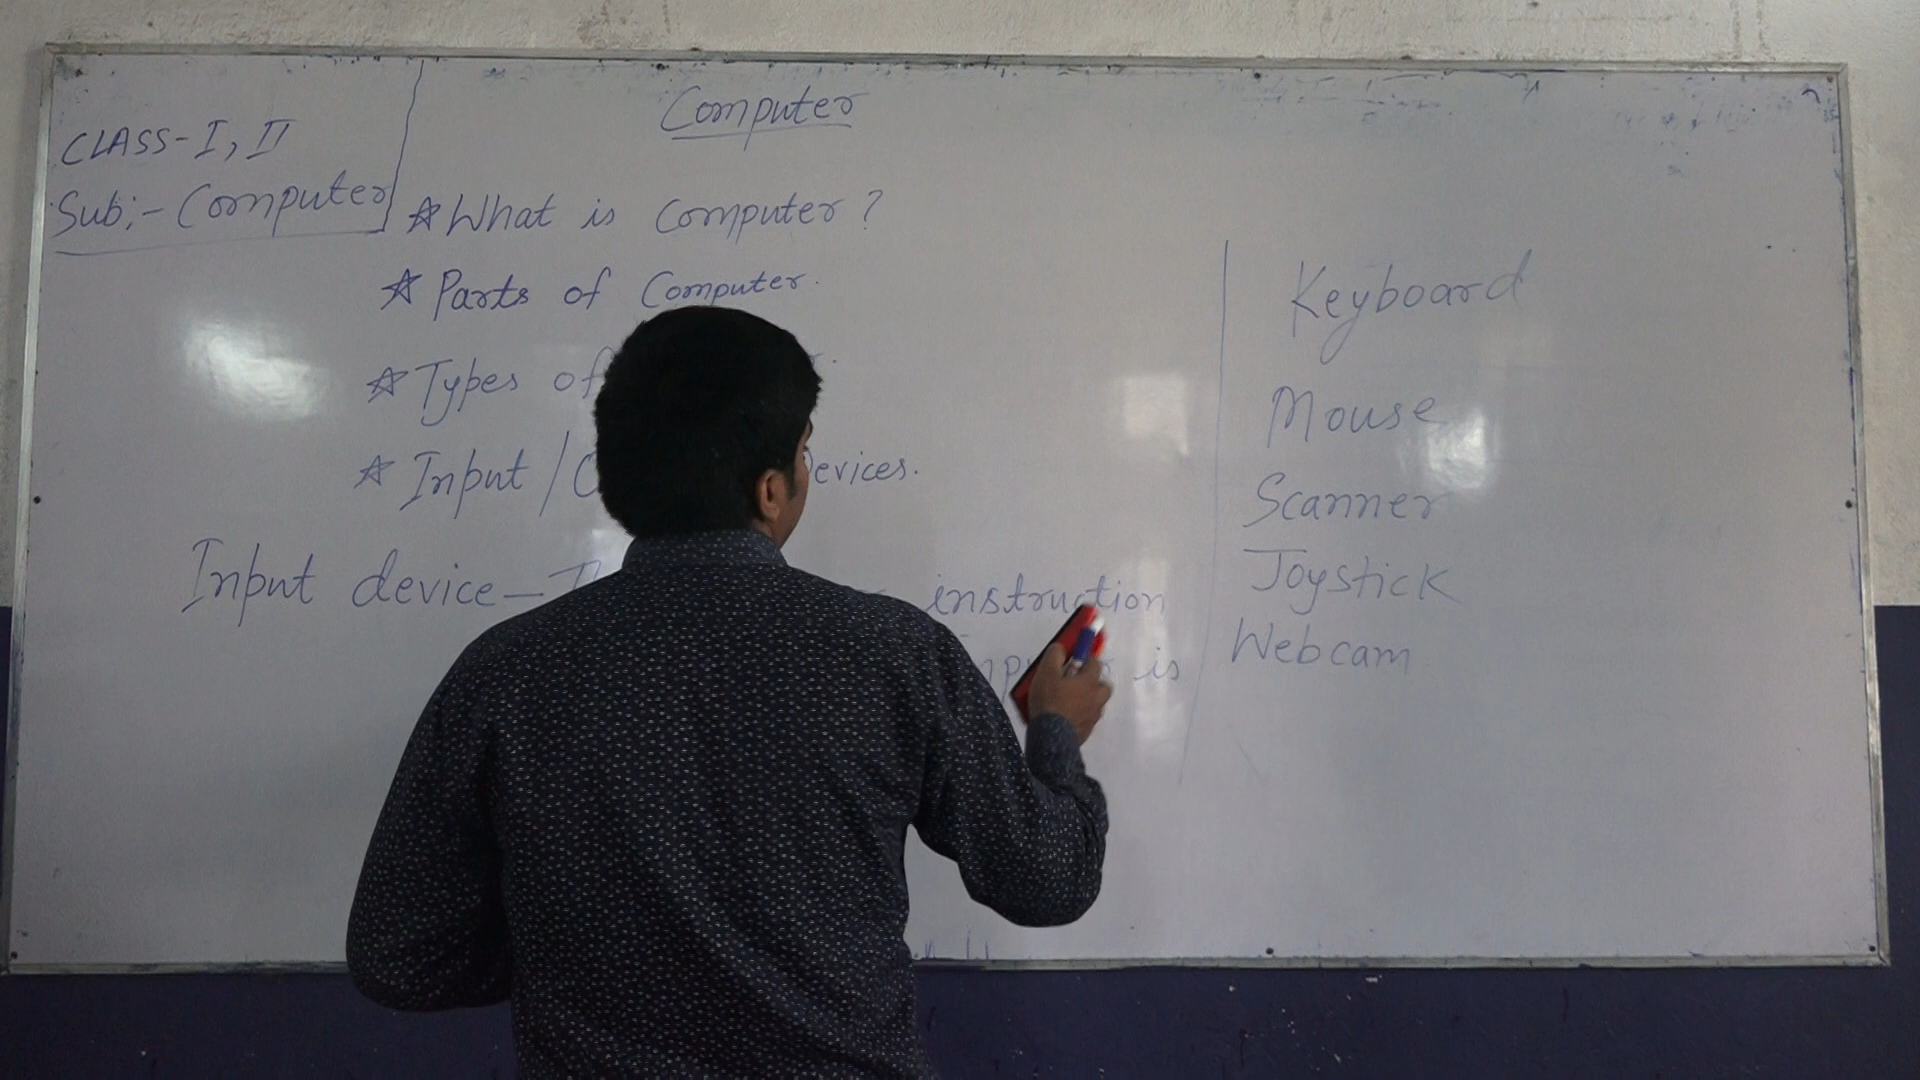 CLASS-I, II
Sub:- Computer
Computer
☆ What is Computer?
☆ Parts of Computer.
☆ Types of
☆ Input /
Input device — instruction
is
Keyboard
Mouse
Scanner
Joystick
Webcam